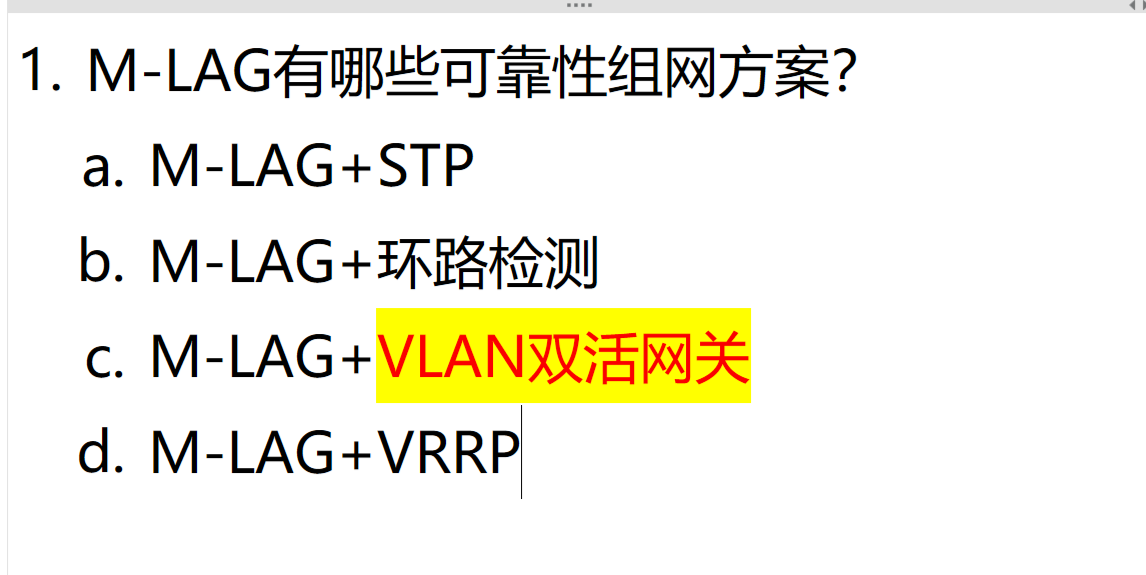 1. M-LAG有哪些可靠性组网方案?
a. M-LAG+STP
b. M-LAG+环路检测
c. M-LAG+VLAN双活网关
d. M-LAG+VRRP